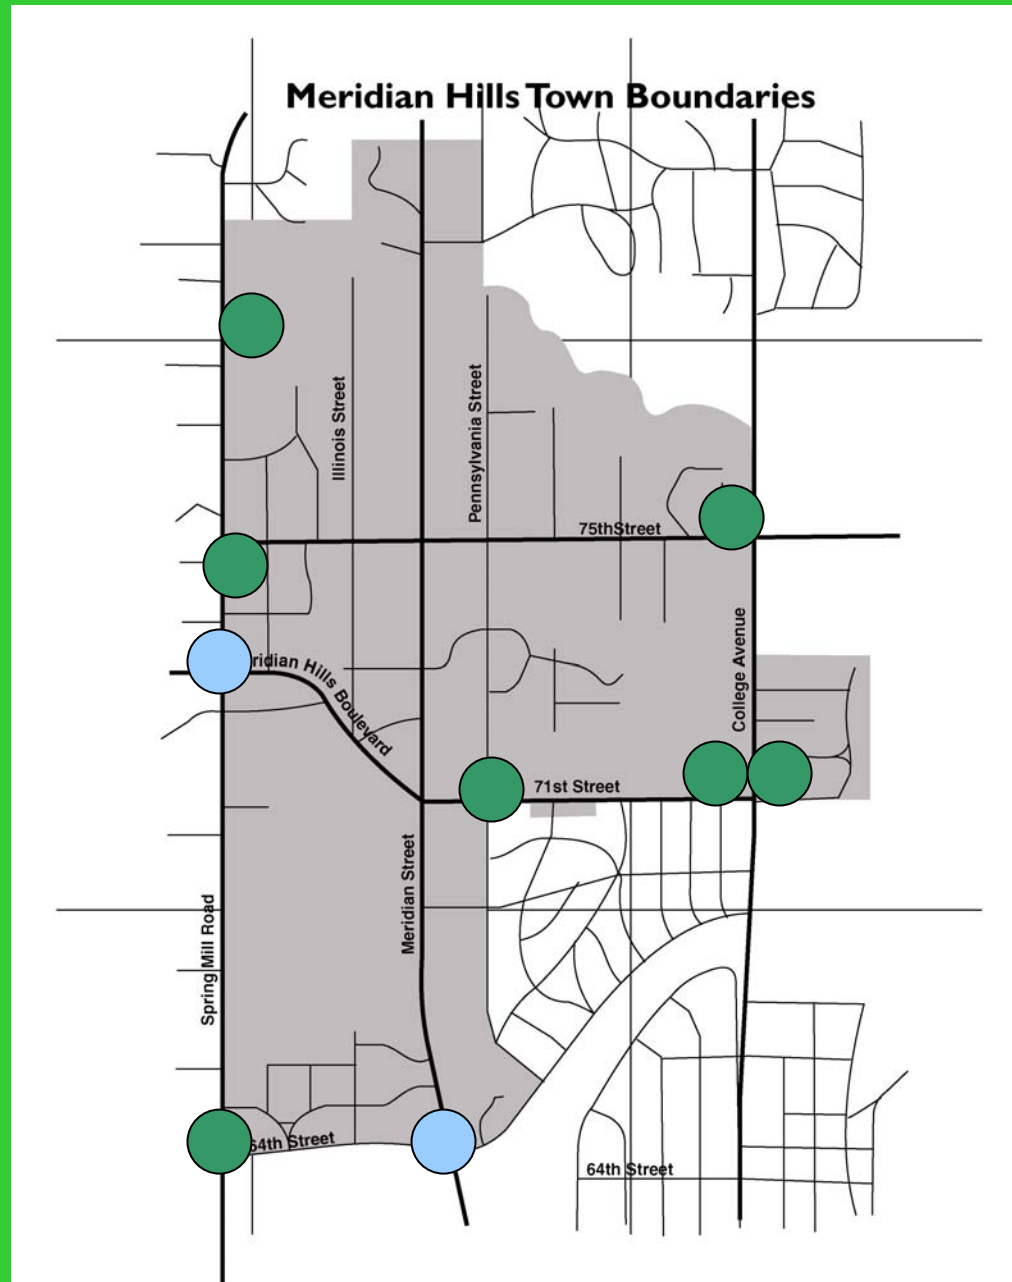 Meridian Hills Town Boundaries
Illinois Street
Pennsylvania Street
75thStreet
College Avenue
ridian Hills Boulevard
71st Street
Meridian Street
Spring Mill Road
64th Street
64th Street